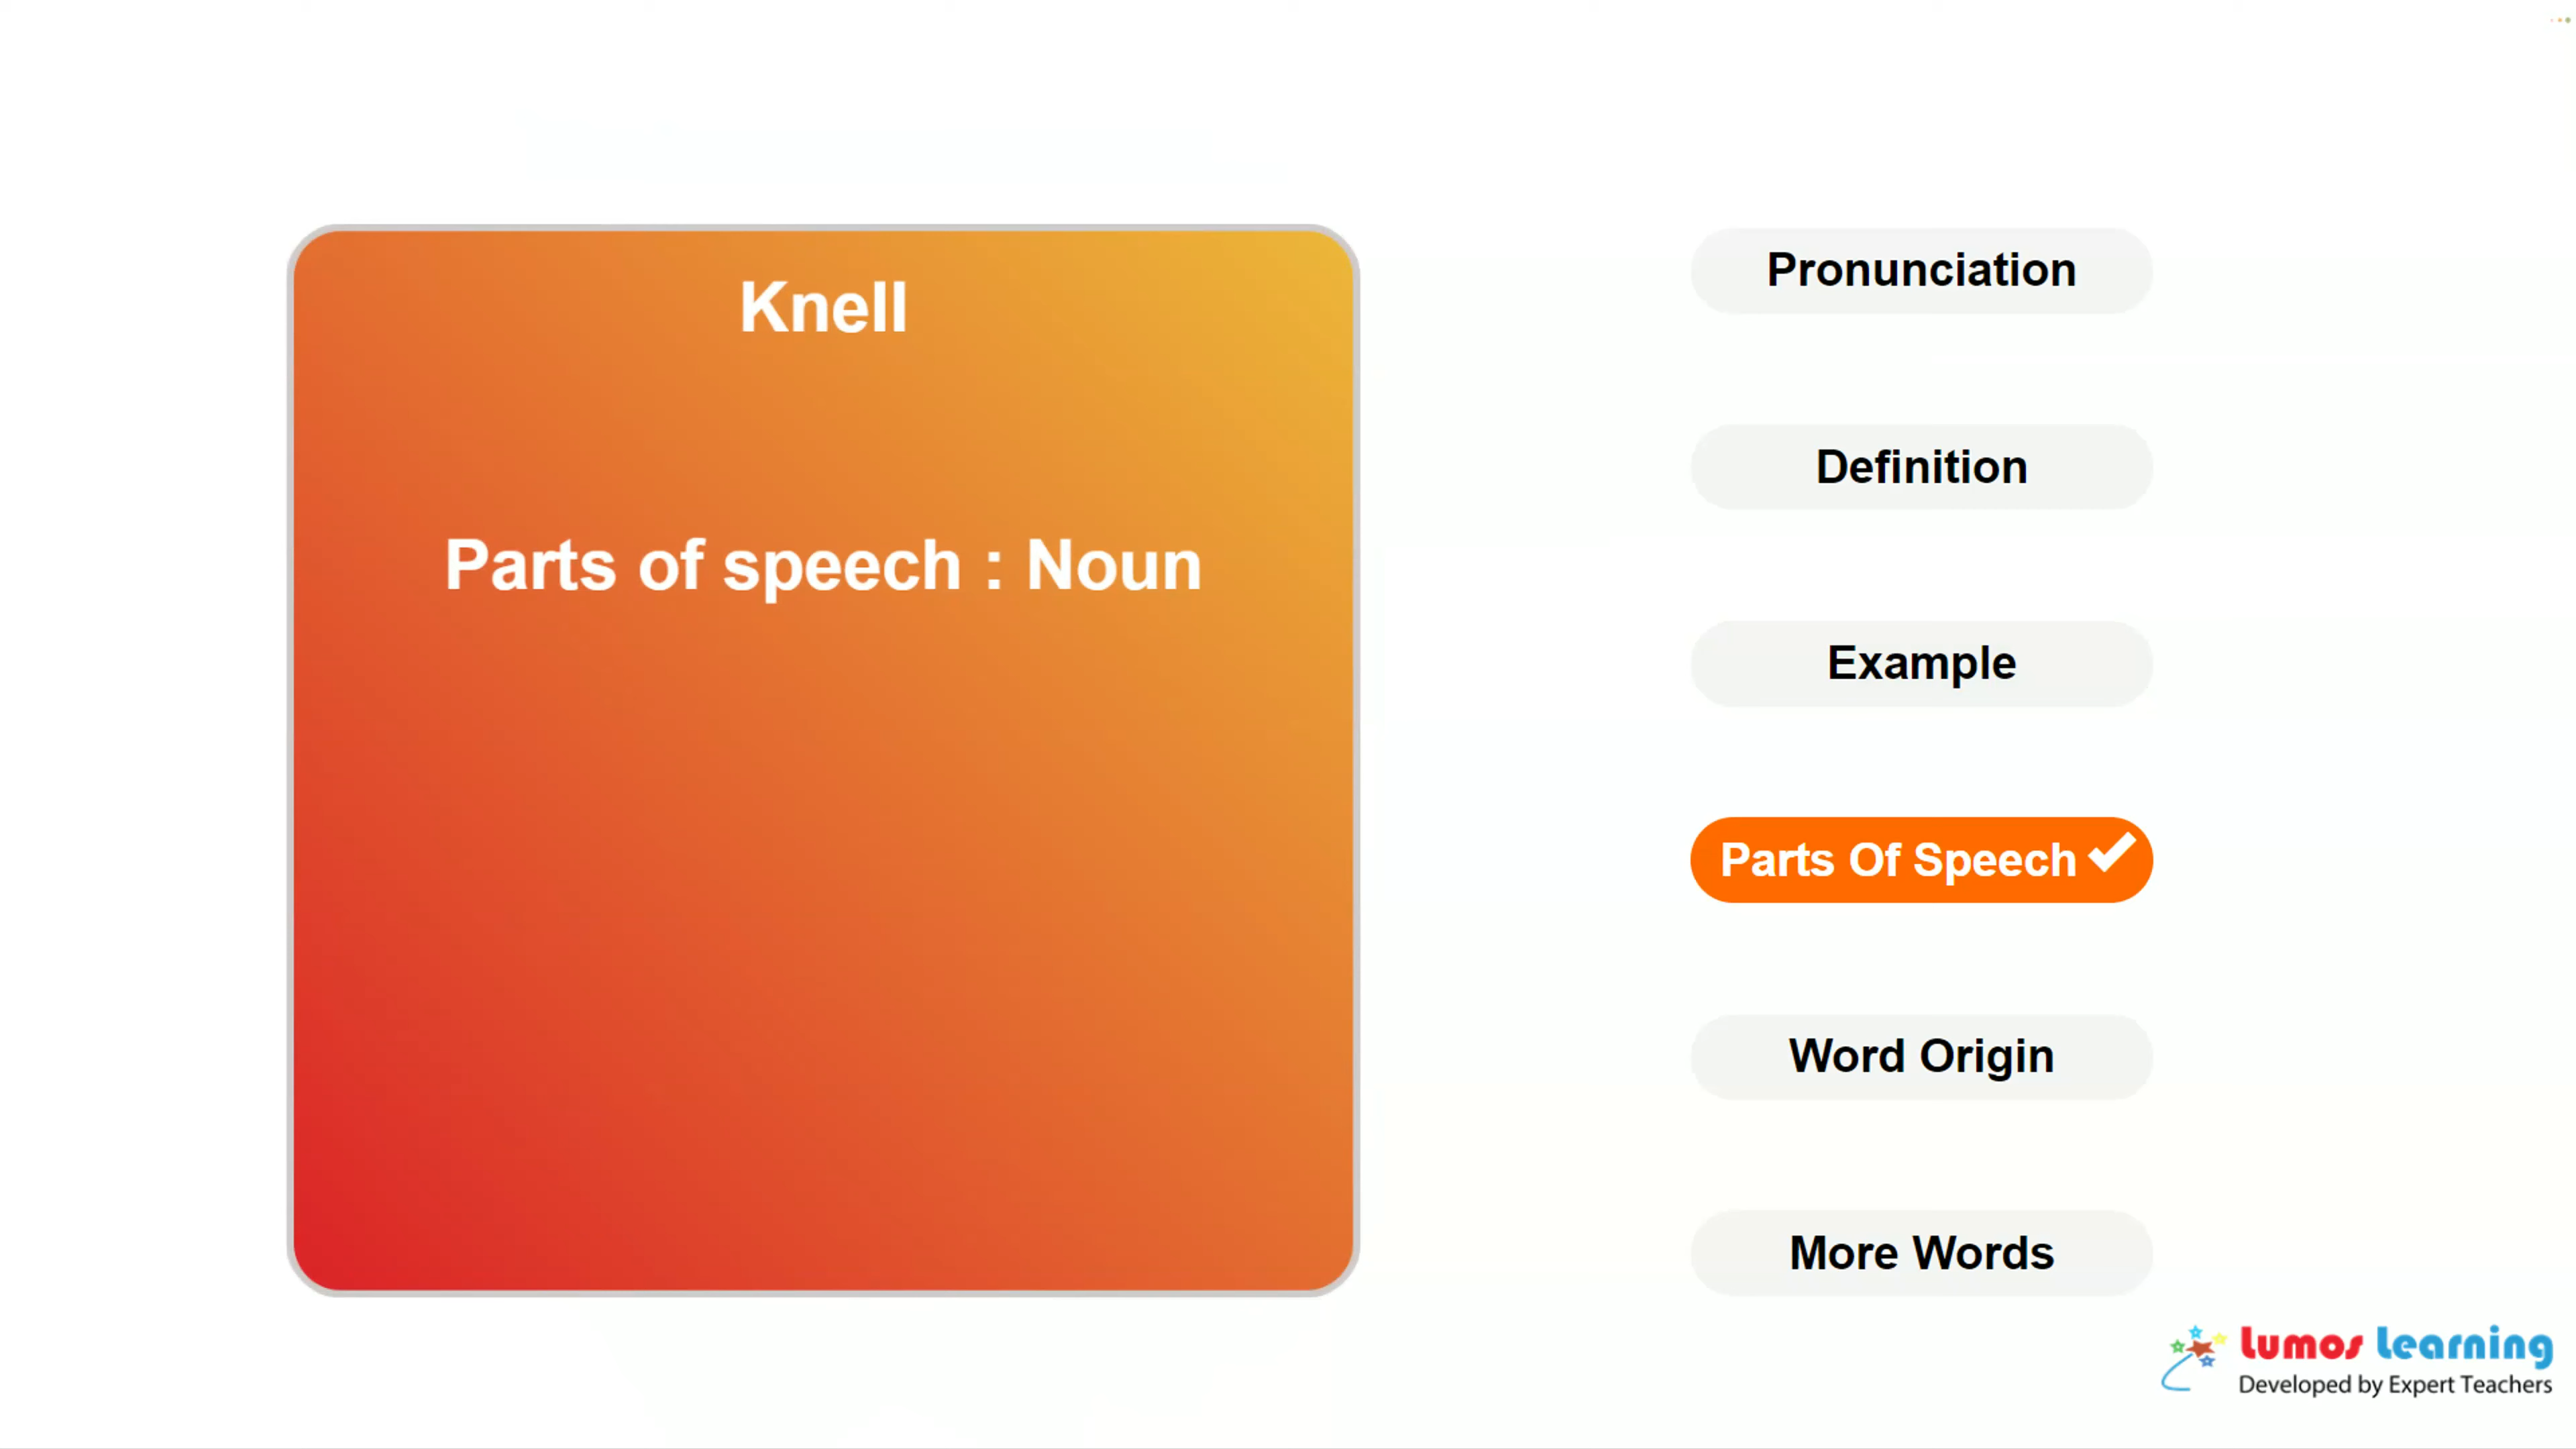 Knell
Parts of speech : Noun
Pronunciation
Definition
Example
Parts Of Speech
Word Origin
More Words
Lumos Learning
Developed by Expert Teachers